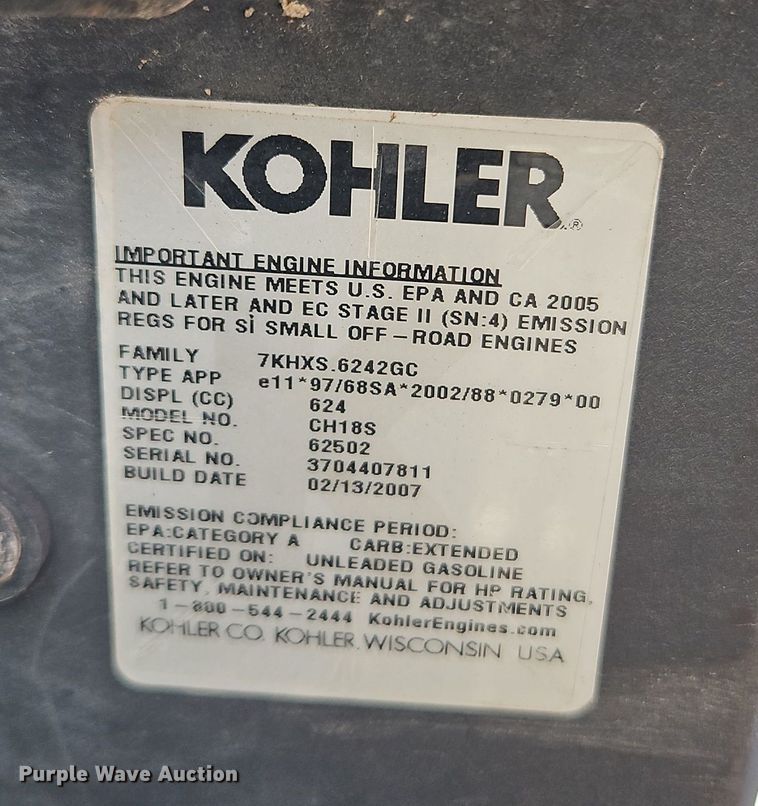 KOHLER®
IMPORTANT ENGINE INFORMATION
THIS ENGINE MEETS U.S. EPA AND CA 2005
AND LATER AND EC STAGE II (SN:4) EMISSION
REGS FOR SI SMALL OFF-ROAD ENGINES
FAMILY 7KHXS.6242GC
TYPE APP e11*97/68SA*2002/88*0279*00
DISPL (CC) 624
MODEL NO. CH18S
SPEC NO. 62502
SERIAL NO. 3704407811
BUILD DATE 02/13/2007
EMISSION COMPLIANCE PERIOD:
EPA:CATEGORY A CARB:EXTENDED
CERTIFIED ON: UNLEADED GASOLINE
REFER TO OWNER'S MANUAL FOR HP RATING,
SAFETY, MAINTENANCE AND ADJUSTMENTS
1-800-544-2444 KohlerEngines.com
KOHLER CO. KOHLER, WISCONSIN USA
Purple Wave Auction